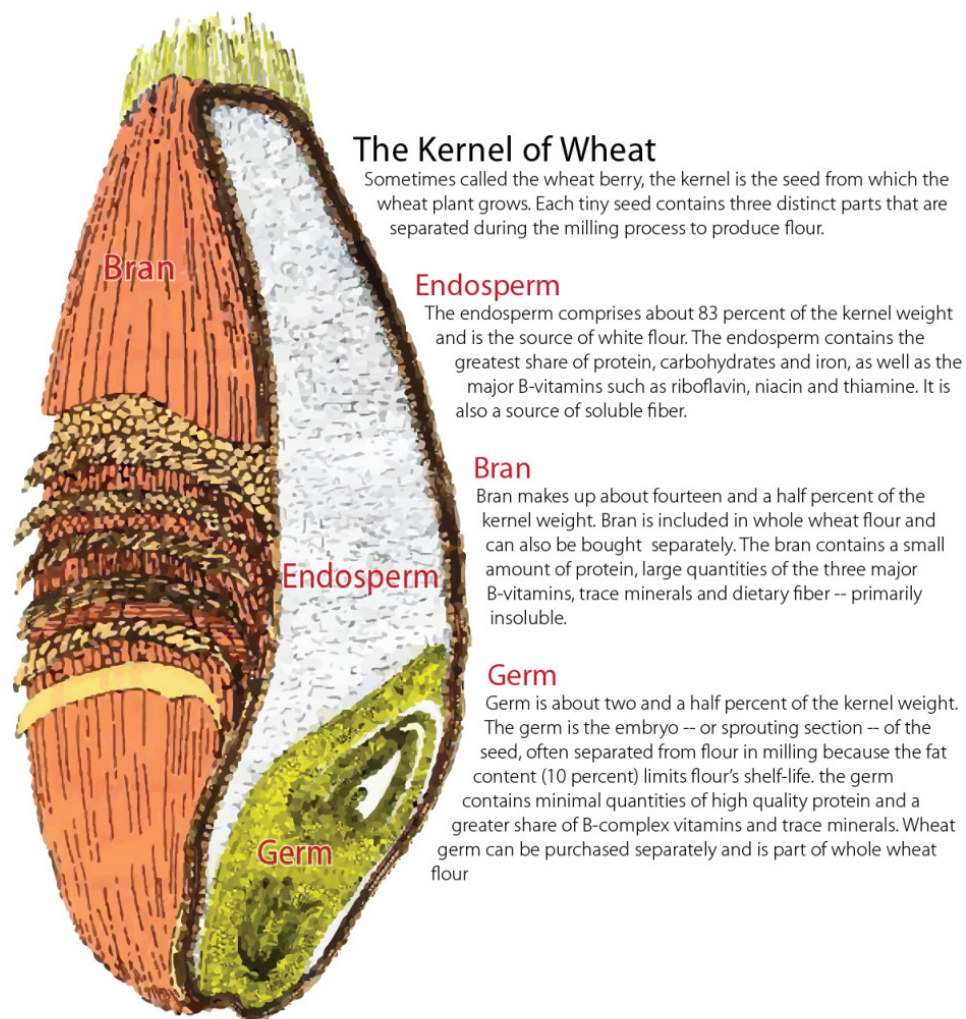 The Kernel of Wheat
Sometimes called the wheat berry, the kernel is the seed from which the
wheat plant grows. Each tiny seed contains three distinct parts that are
separated during the milling process to produce flour.
Bran
Endosperm
The endosperm comprises about 83 percent of the kernel weight
and is the source of white flour. The endosperm contains the
greatest share of protein, carbohydrates and iron, as well as the
major B-vitamins such as riboflavin, niacin and thiamine. It is
also a source of soluble fiber.
Bran
Bran makes up about fourteen and a half percent of the
kernel weight. Bran is included in whole wheat flour and
can also be bought separately. The bran contains a small
amount of protein, large quantities of the three major
B-vitamins, trace minerals and dietary fiber -- primarily
insoluble.
Endosperm
Germ
Germ is about two and a half percent of the kernel weight.
The germ is the embryo -- or sprouting section -- of the
seed, often separated from flour in milling because the fat
content (10 percent) limits flour's shelf-life. the germ
contains minimal quantities of high quality protein and a
greater share of B-complex vitamins and trace minerals. Wheat
germ can be purchased separately and is part of whole wheat
flour
Germ